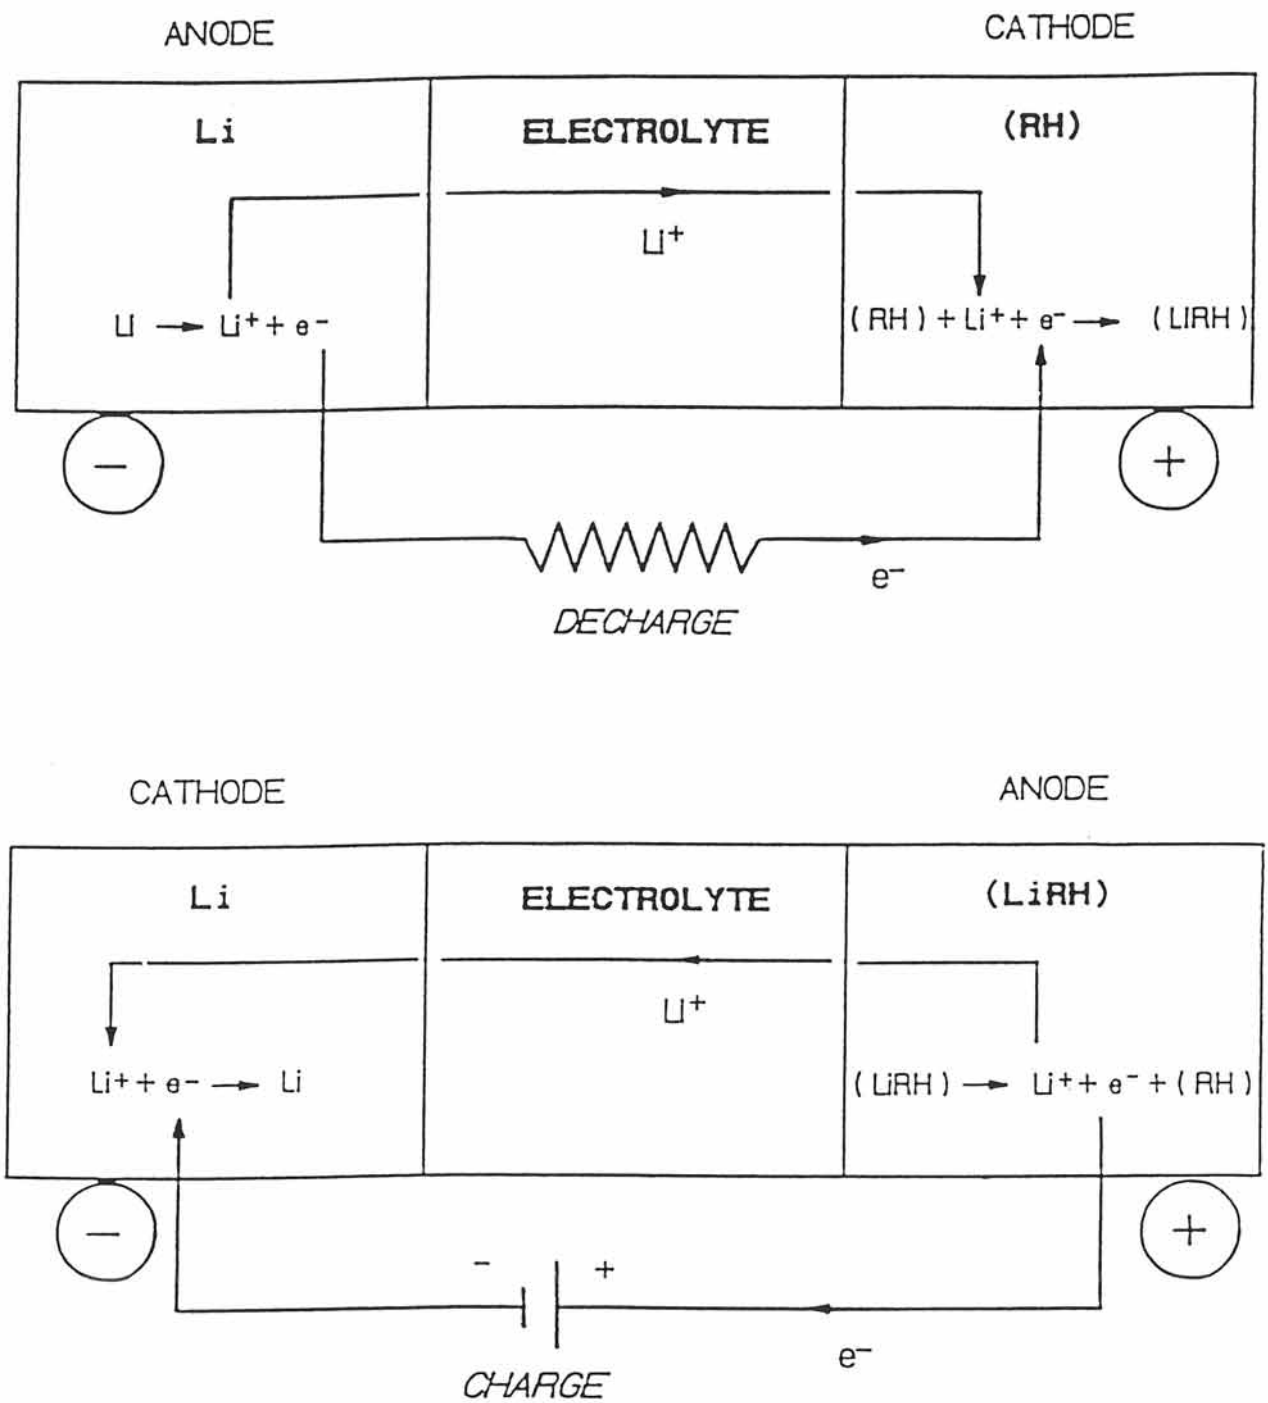 ANODE CATHODE
Li ELECTROLYTE (RH)
Li+
Li → Li+ + e- (RH) + Li+ + e- → (LiRH)
- +
e-
DECHARGE
CATHODE ANODE
Li ELECTROLYTE (LiRH)
Li+
Li+ + e- → Li (LiRH) → Li+ + e- + (RH)
- +
- +
e-
CHARGE